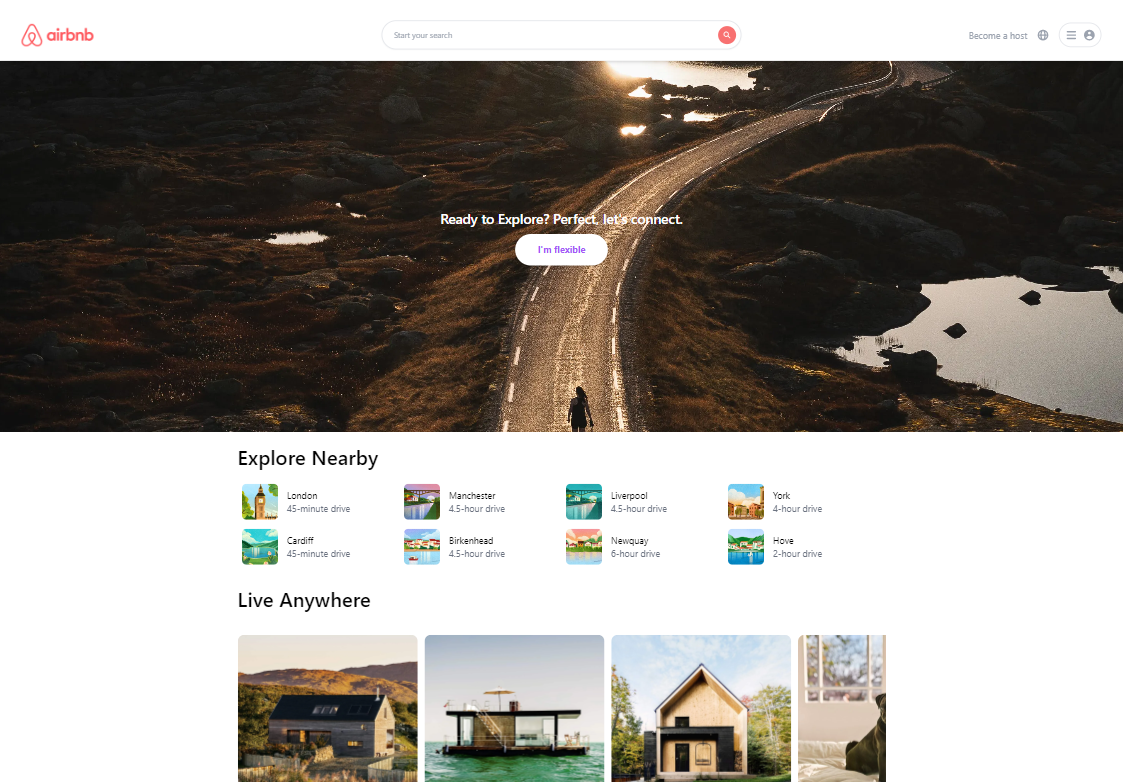 airbnb
Start your search
Become a host
Ready to Explore? Perfect, let's connect.
I'm flexible
Explore Nearby
London
45-minute drive
Manchester
4.5-hour drive
Liverpool
4.5-hour drive
York
4-hour drive
Cardiff
45-minute drive
Birkenhead
4.5-hour drive
Newquay
6-hour drive
Hove
2-hour drive
Live Anywhere